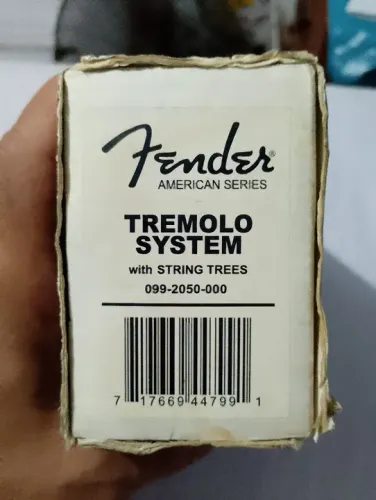 Fender®
AMERICAN SERIES
TREMOLO
SYSTEM
with STRING TREES
099-2050-000
7 17669 44799 1